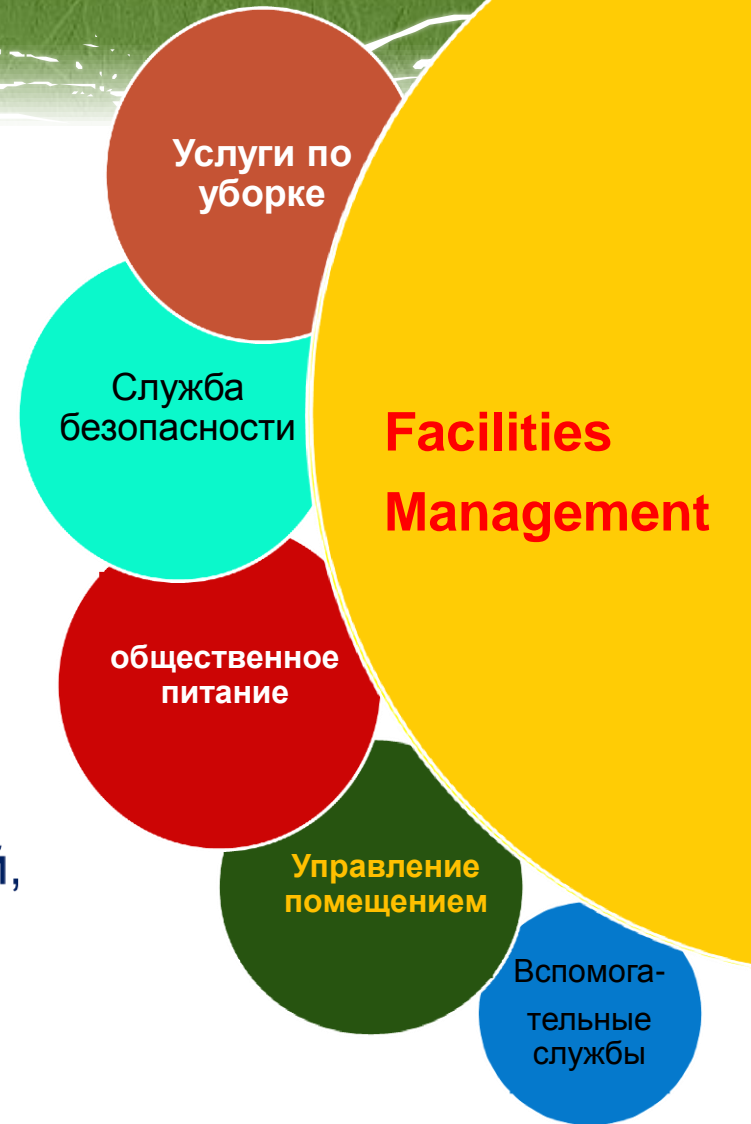 Услуги по
уборке
Служба
безопасности
Facilities
Management
общественное
питание
й,
Управление
помещением
Вспомога-
тельные
службы